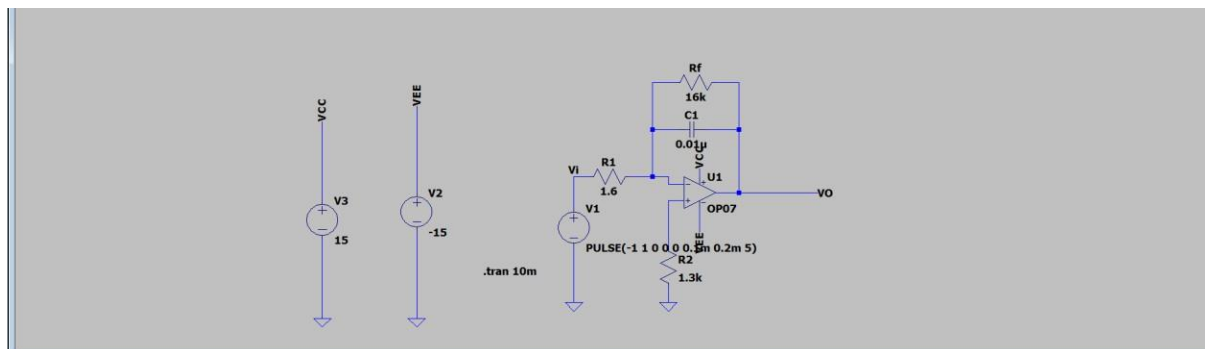 Rf
16k
C1
0.01µ
VCC
VEE
VCC
Vi
R1
1.6
U1
OP07
VO
V3
15
V2
-15
V1
PULSE(-1 1 0 0 0 0.1m 0.2m 5)
VEE
R2
1.3k
.tran 10m